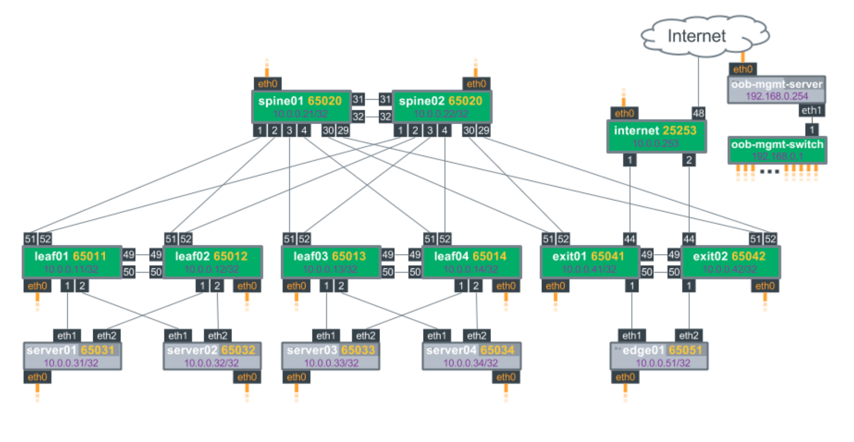 Internet
eth0
oob-mgmt-server
192.168.0.254
eth1
1
oob-mgmt-switch
192.168.0.1
eth0 eth0
spine01 65020 31 31 spine02 65020
10.0.0.21/32 32 32 10.0.0.22/32
1 2 3 4 30 29 1 2 3 4 30 29
eth0 48
internet 25253
10.0.0.253
1 2
51 52 51 52 51 52 51 52 51 52 44 44 51 52
leaf01 65011 49 49 leaf02 65012 leaf03 65013 49 49 leaf04 65014 exit01 65041 49 49 exit02 65042
10.0.0.11/32 50 50 10.0.0.12/32 10.0.0.13/32 50 50 10.0.0.14/32 10.0.0.41/32 50 50 10.0.0.42/32
eth0 1 2 1 2 eth0 eth0 1 2 1 2 eth0 eth0 1 1 eth0
eth1 eth2 eth1 eth2 eth1 eth2 eth1 eth2 eth1 eth2
server01 65031 server02 65032 server03 65033 server04 65034 edge01 65051
10.0.0.31/32 10.0.0.32/32 10.0.0.33/32 10.0.0.34/32 10.0.0.51/32
eth0 eth0 eth0 eth0 eth0